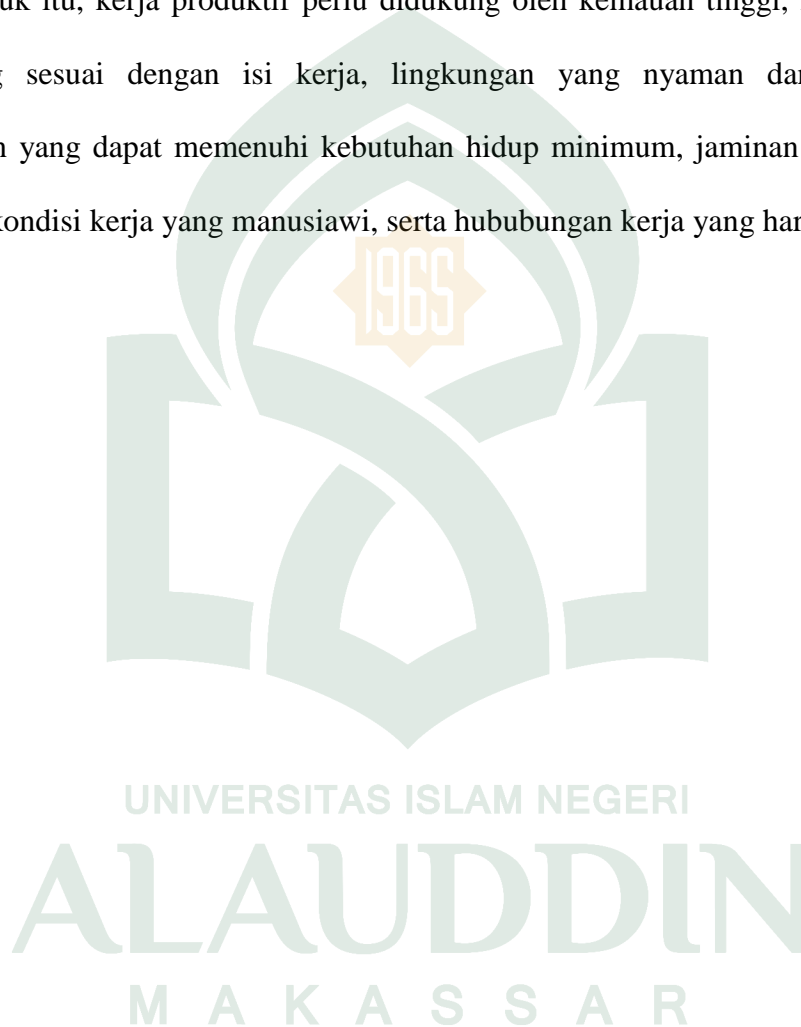 uk itu, kerja produktif perlu didukung oleh kemauan tinggi,
sesuai dengan isi kerja, lingkungan yang nyaman dan
yang dapat memenuhi kebutuhan hidup minimum, jaminan
kondisi kerja yang manusiawi, serta hububungan kerja yang har
1965
UNIVERSITAS ISLAM NEGERI
ALAUDDIN
MAKASSAR